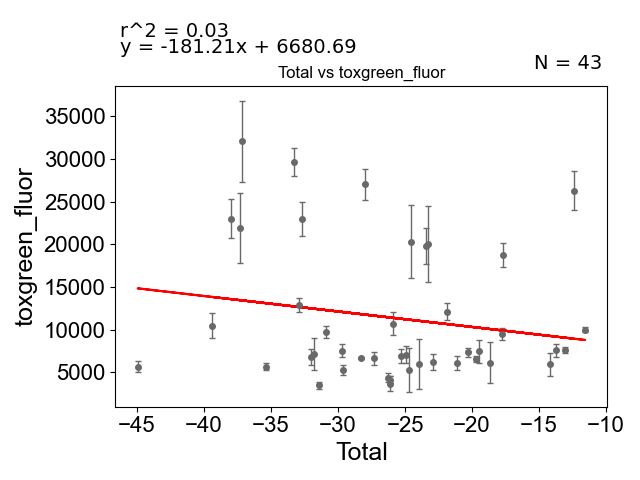 r^2 = 0.03
y = -181.21x + 6680.69
N = 43
Total vs toxgreen_fluor
35000
30000
25000
20000
15000
10000
5000
toxgreen_fluor
−45 −40 −35 −30 −25 −20 −15 −10
Total